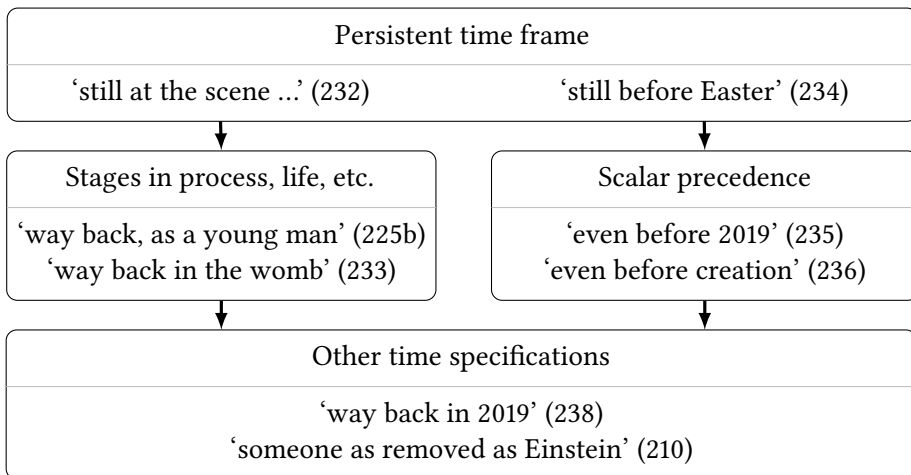 Persistent time frame
‘still at the scene ...’ (232) ‘still before Easter’ (234)
Stages in process, life, etc.
‘way back, as a young man’ (225b)
‘way back in the womb’ (233)
Scalar precedence
‘even before 2019’ (235)
‘even before creation’ (236)
Other time specifications
‘way back in 2019’ (238)
‘someone as removed as Einstein’ (210)